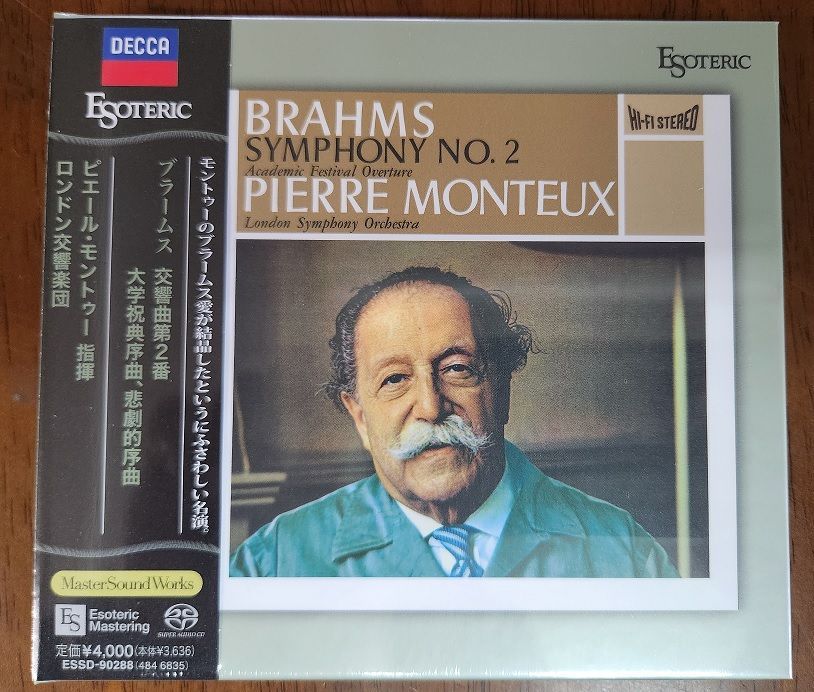 DECCA
ESOTERIC
モントゥーのブラームス愛が結晶したというにふさわしい名演。
ブラームス 交響曲第2番
大学祝典序曲、悲劇的序曲
ピエール・モントゥー 指揮
ロンドン交響楽団
MasterSoundWorks
ES
Esoteric
Mastering
SUPER AUDIO CD
定価¥4,000(本体¥3,636)
ESSD-90288(484 6835)
ESOTERIC
BRAHMS
SYMPHONY NO. 2
Academic Festival Overture
PIERRE MONTEUX
London Symphony Orchestra
HI-FI STEREO